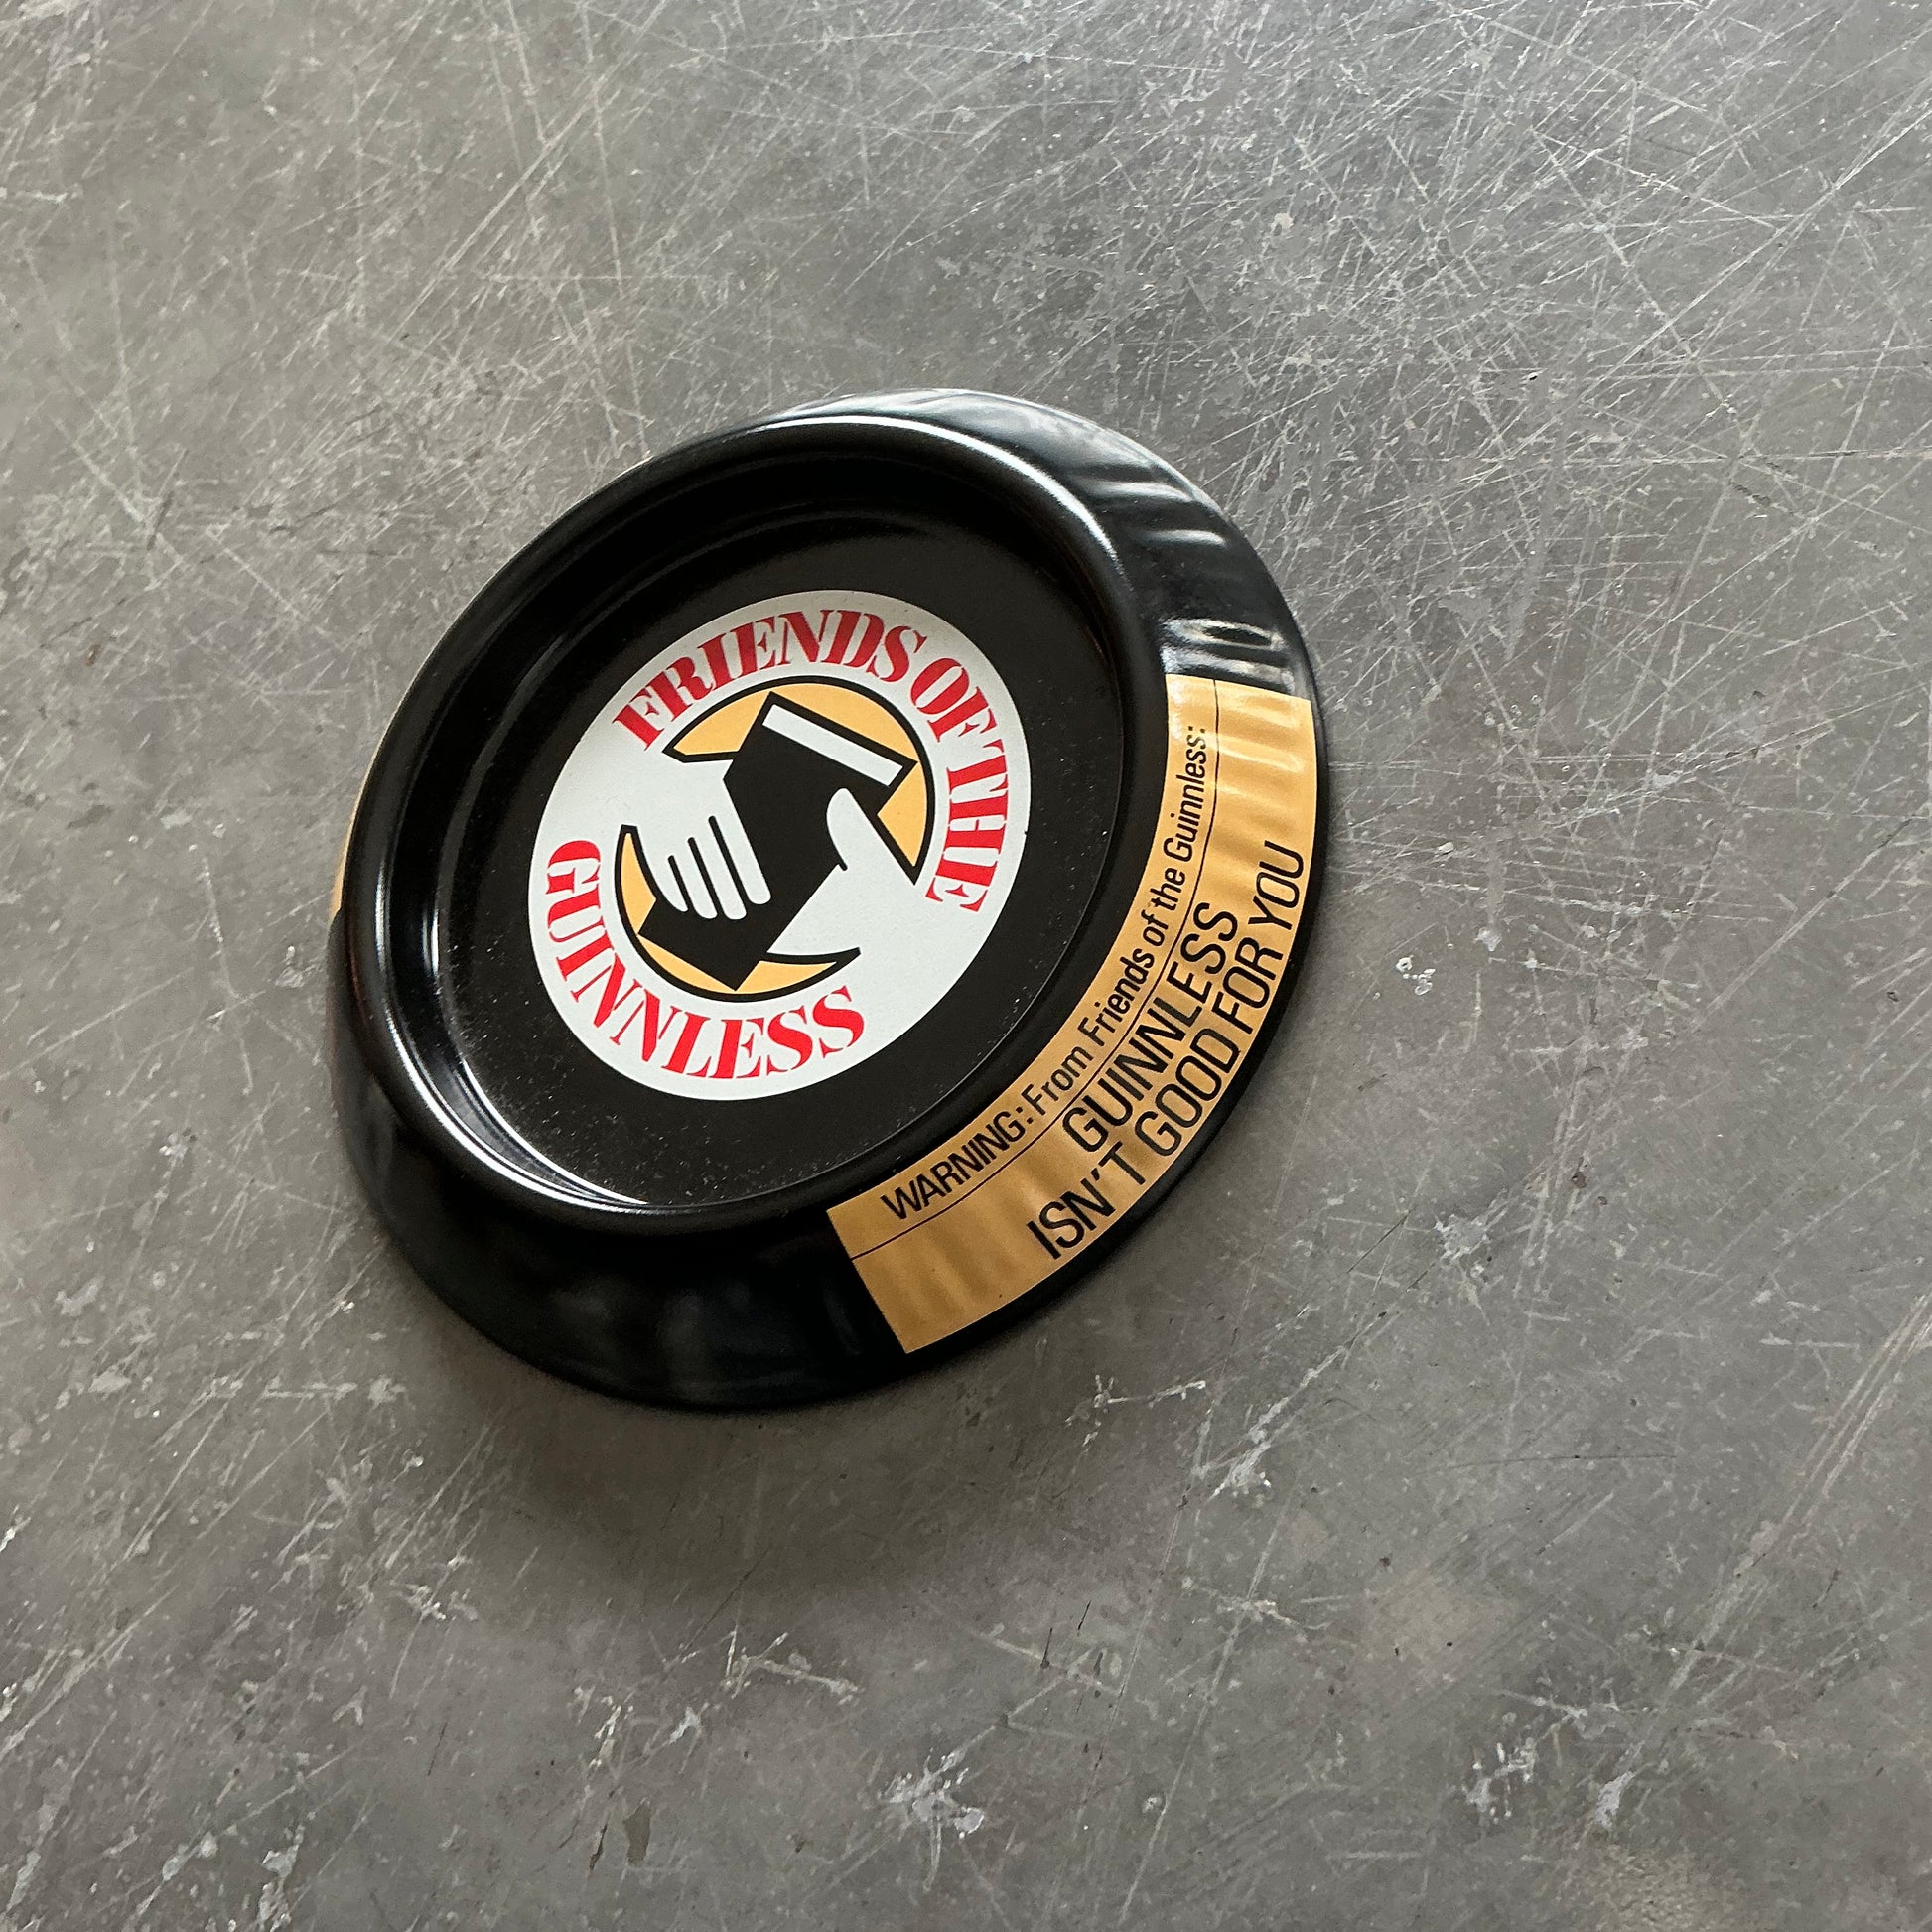 FRIENDS OF THE
GUINNLESS
WARNING: From Friends of the Guinnless:
GUINNLESS
ISN'T GOOD FOR YOU